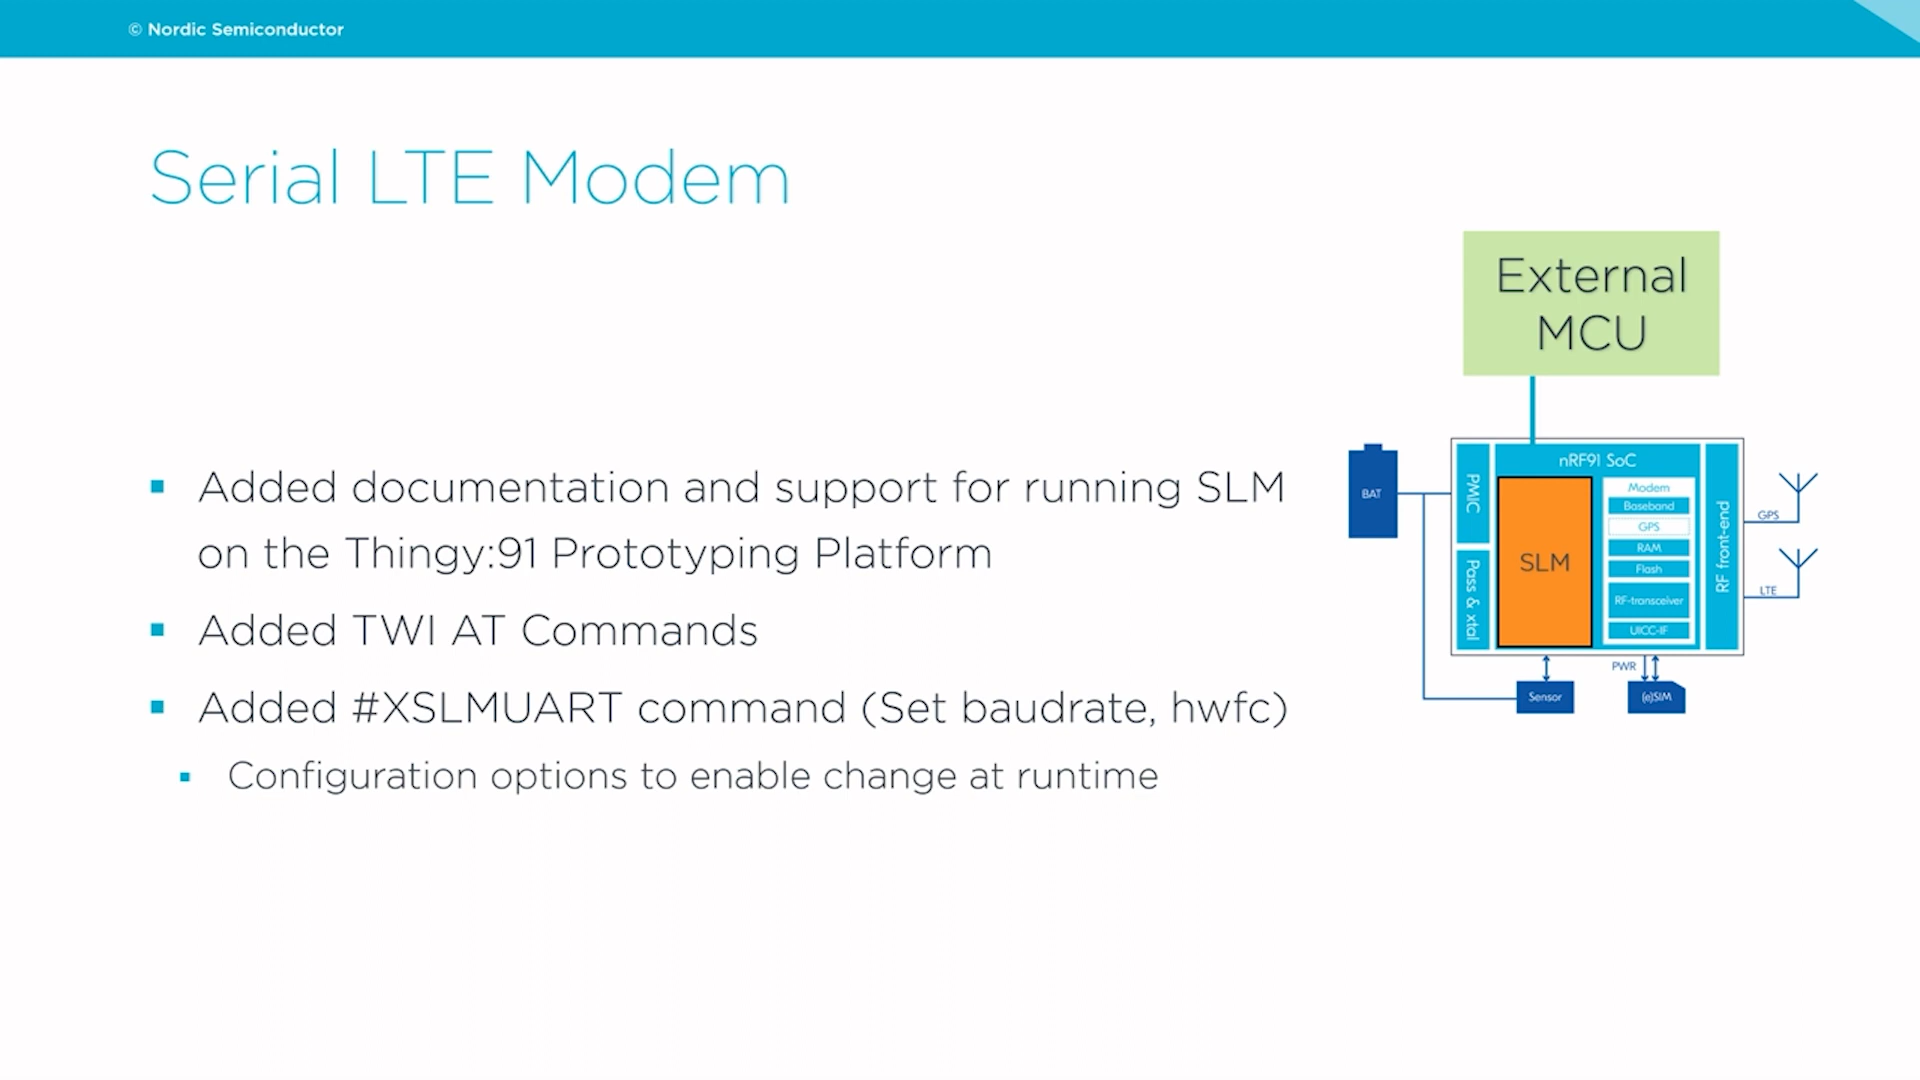 © Nordic Semiconductor
Serial LTE Modem
External
MCU
Added documentation and support for running SLM
on the Thingy:91 Prototyping Platform
Added TWI AT Commands
Added #XSLMUART command (Set baudrate, hwfc)
Configuration options to enable change at runtime
BAT
PMIC
Pass & xtal
nRF91 SoC
SLM
Modem
Baseband
GPS
RAM
Flash
RF-transceiver
UICC-IF
RF front-end
GPS
LTE
PWR
Sensor
(e)SIM